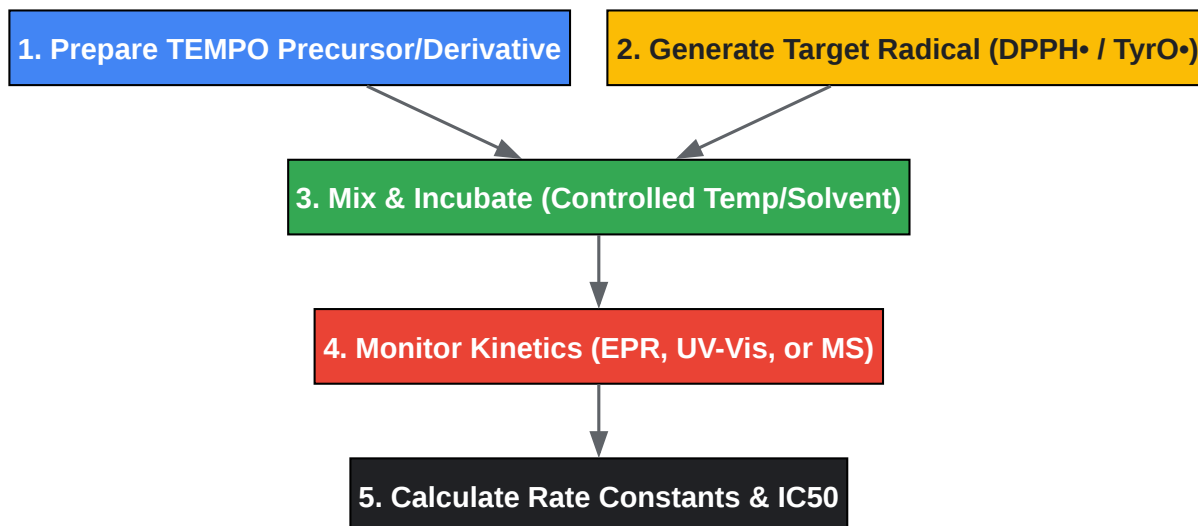 1. Prepare TEMPO Precursor/Derivative
2. Generate Target Radical (DPPH• / TyrO•)
3. Mix & Incubate (Controlled Temp/Solvent)
4. Monitor Kinetics (EPR, UV-Vis, or MS)
5. Calculate Rate Constants & IC50